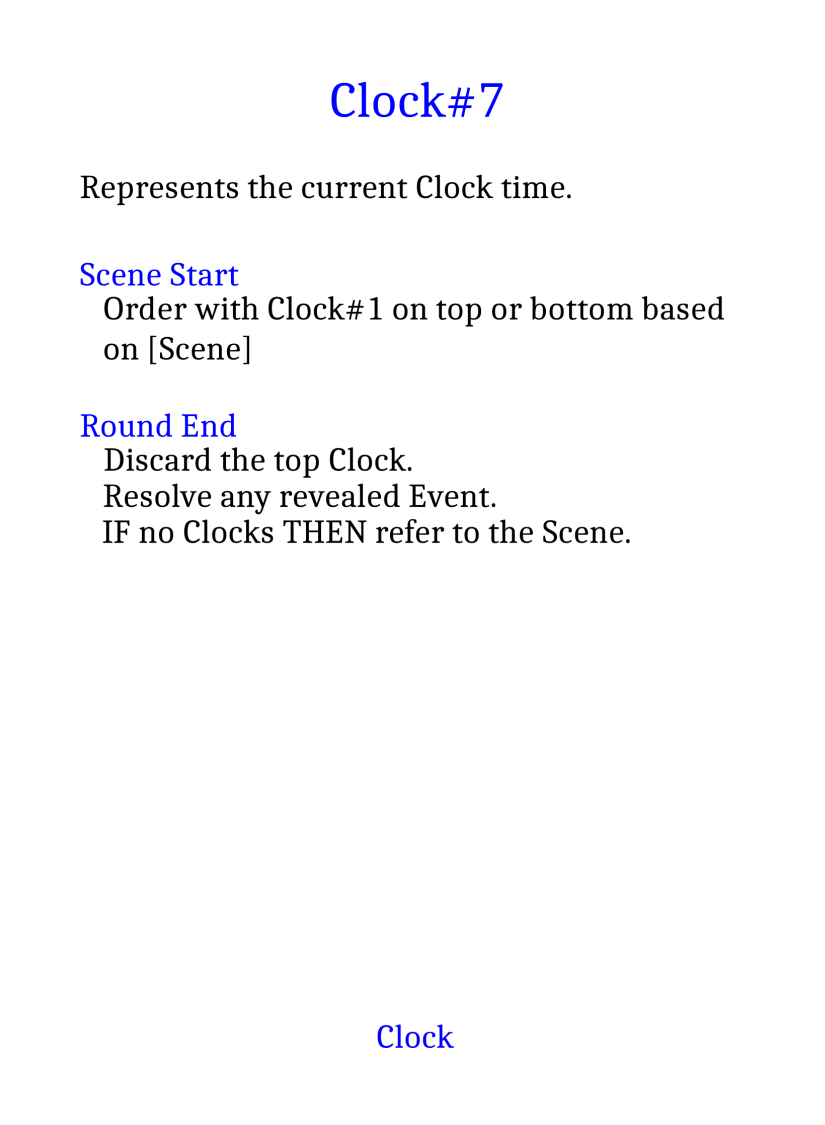 Clock#7
Represents the current Clock time.
Scene Start
Order with Clock#1 on top or bottom based
on [Scene]
Round End
Discard the top Clock.
Resolve any revealed Event.
IF no Clocks THEN refer to the Scene.
Clock